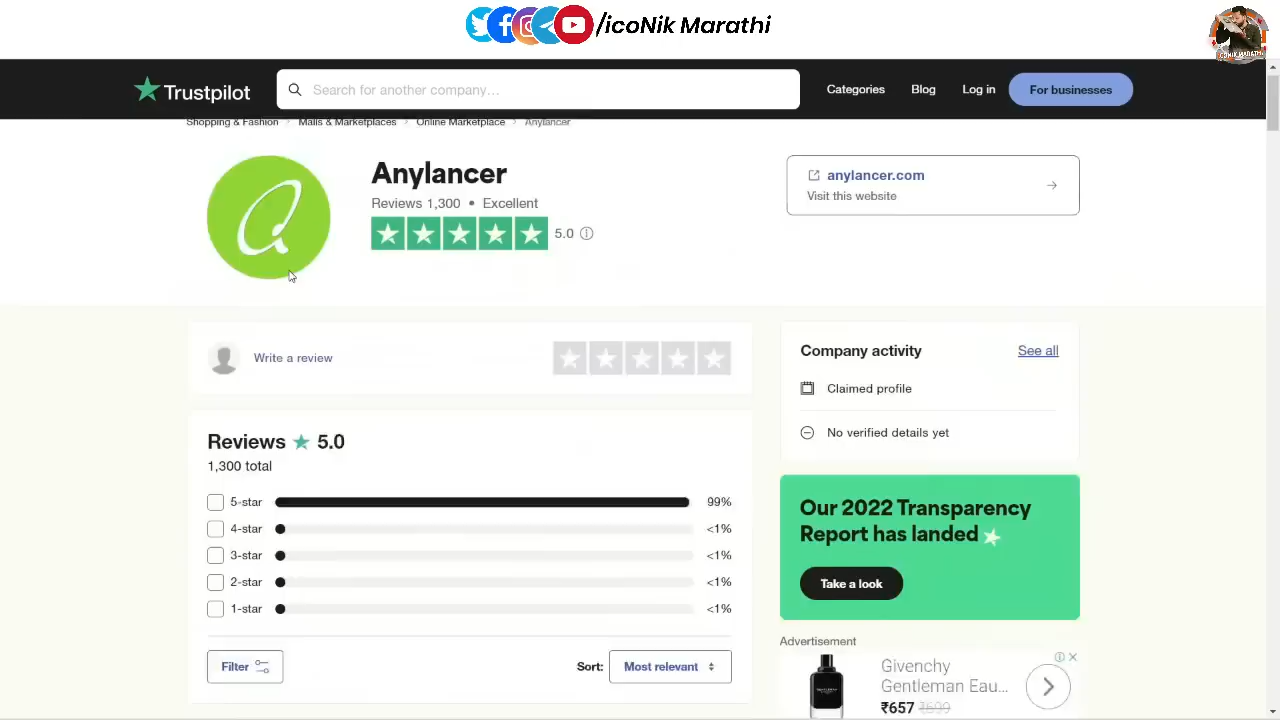 /icoNik Marathi
ICONIK MARATHI
Trustpilot
Search for another company…
Categories
Blog
Log in
For businesses
Shopping & Fashion > Malls & Marketplaces > Online Marketplace > Anylancer
Anylancer
Reviews 1,300 • Excellent
5.0
anylancer.com
Visit this website
Write a review
Company activity
See all
Claimed profile
No verified details yet
Reviews ★ 5.0
1,300 total
5-star 99%
4-star <1%
3-star <1%
2-star <1%
1-star <1%
Filter
Sort: Most relevant
Our 2022 Transparency
Report has landed
Take a look
Advertisement
Givenchy
Gentleman Eau...
₹657 ₹699